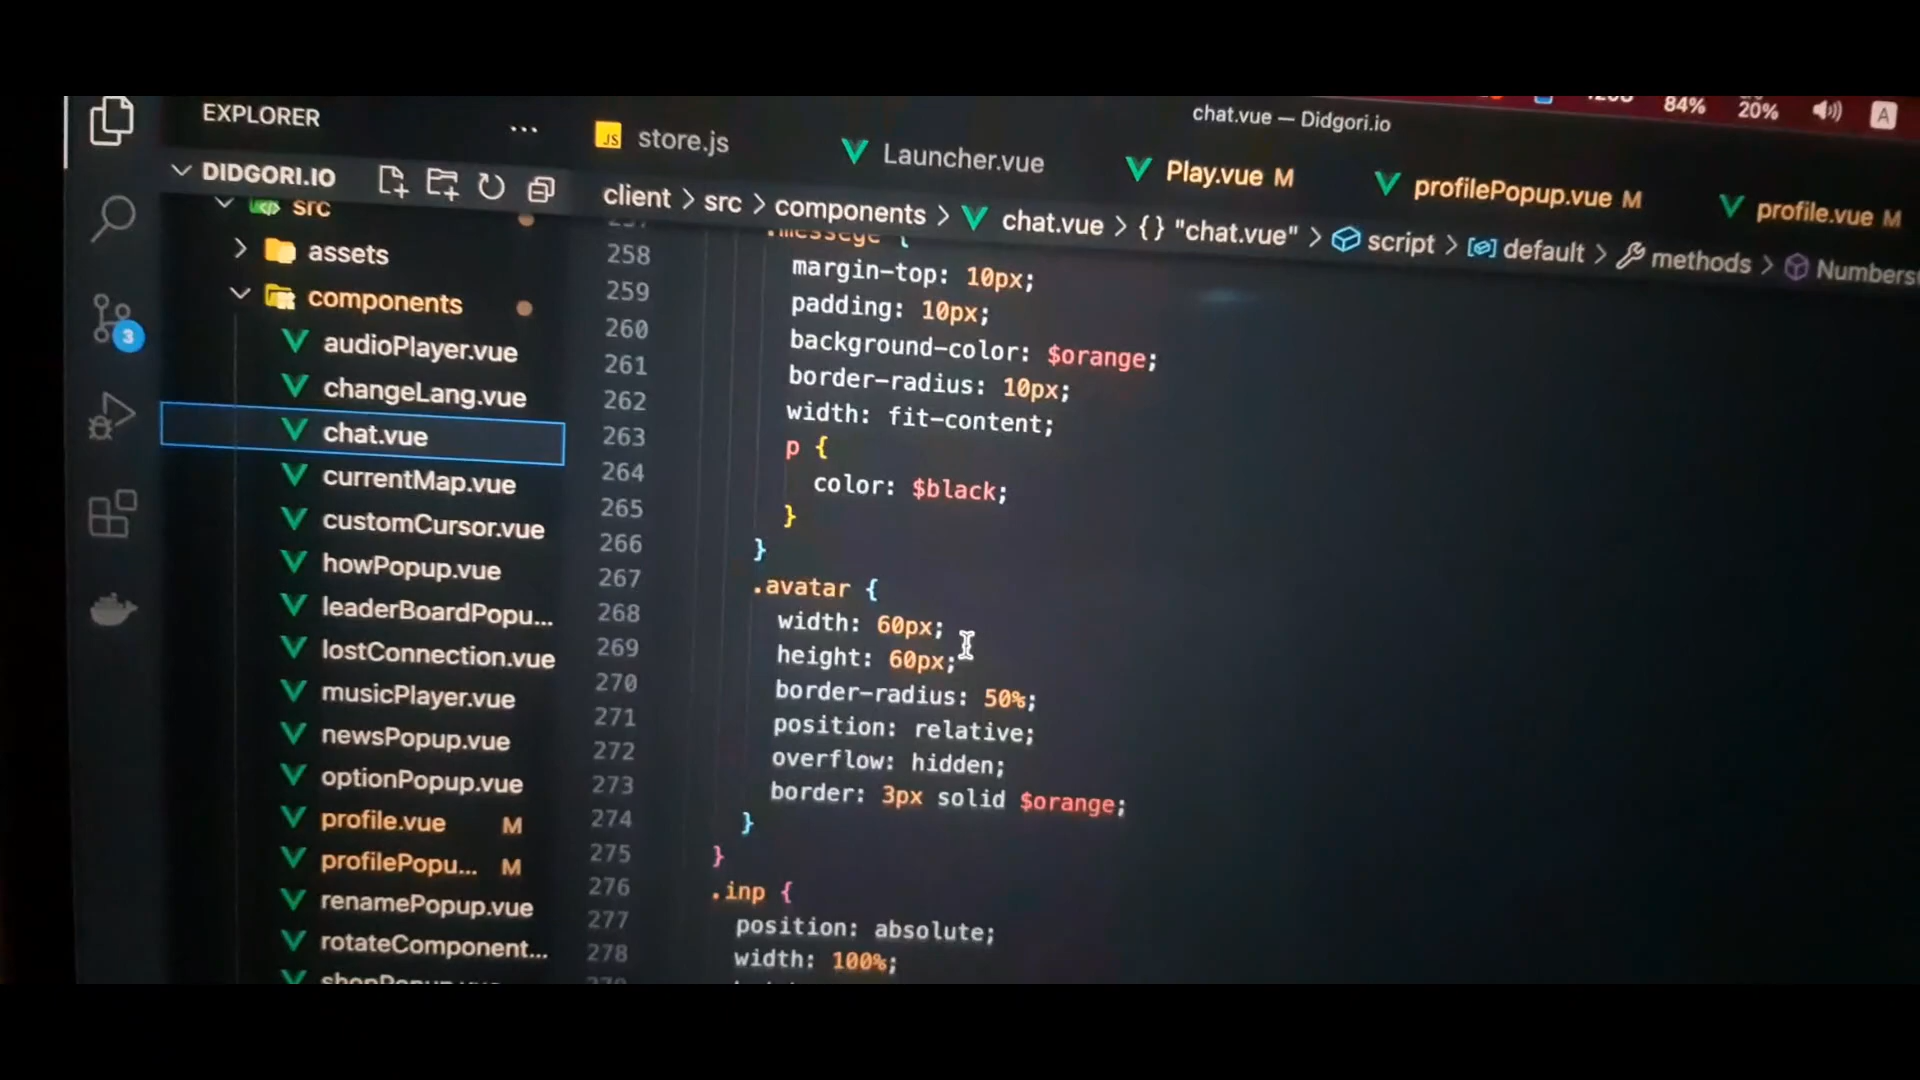 84%
20%
A
chat.vue — Didgori.io
EXPLORER
...
JS store.js
Launcher.vue
Play.vue M
profilePopup.vue M
profile.vue M
DIDGORI.IO
client > src > components > chat.vue > {} "chat.vue" > script > default > methods >
src
assets
components
audioPlayer.vue
changeLang.vue
chat.vue
currentMap.vue
customCursor.vue
howPopup.vue
leaderBoardPopu...
lostConnection.vue
musicPlayer.vue
newsPopup.vue
optionPopup.vue
profile.vue M
profilePopu... M
renamePopup.vue
rotateComponent...
3
258 margin-top: 10px;
259 padding: 10px;
260 background-color: $orange;
261 border-radius: 10px;
262 width: fit-content;
263 p {
264 color: $black;
265 }
266 }
267 .avatar {
268 width: 60px;
269 height: 60px;
270 border-radius: 50%;
271 position: relative;
272 overflow: hidden;
273 border: 3px solid $orange;
274 }
275 }
276 .inp {
277 position: absolute;
278 width: 100%;